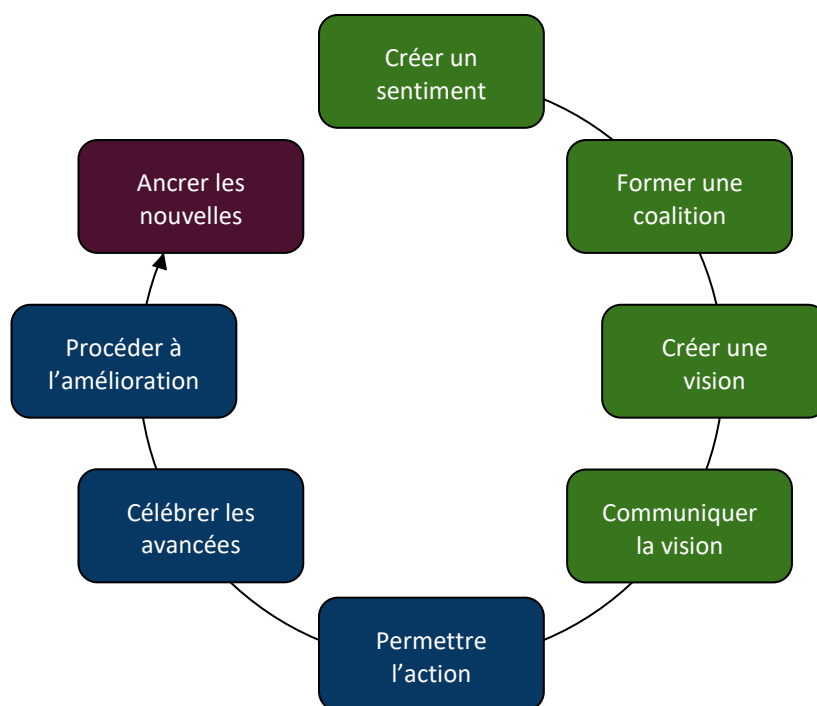 Créer un
sentiment
Former une
coalition
Créer une
vision
Communiquer
la vision
Permettre
l’action
Célébrer les
avancées
Procéder à
l’amélioration
Ancrer les
nouvelles